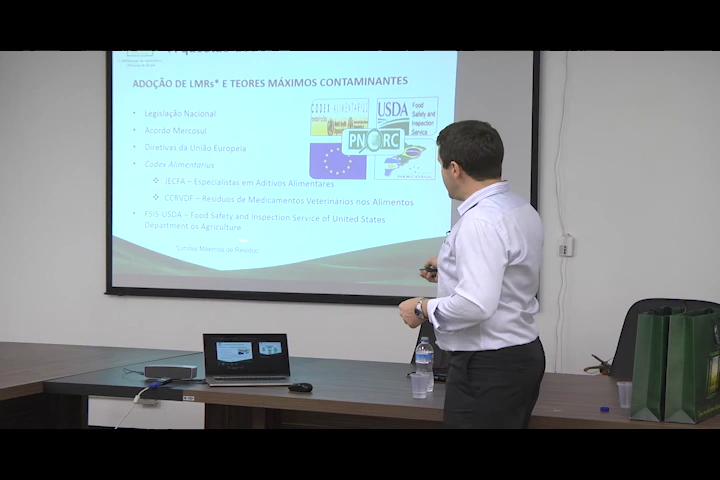 ADOÇÃO DE LMRs* E TEORES MÁXIMOS CONTAMINANTES
• Legislação Nacional
• Acordo Mercosul
• Diretivas da União Europeia
• Codex Alimentarius
❖ JECFA – Especialistas em Aditivos Alimentares
❖ CCRVDF – Resíduos de Medicamentos Veterinários nos Alimentos
• FSIS-USDA – Food Safety and Inspection Service of United States
Department os Agriculture
*Limites Máximos de Resíduo
CODEX ALIMENTARIUS
USDA
Food
Safety and
Inspection
Service
PN RC